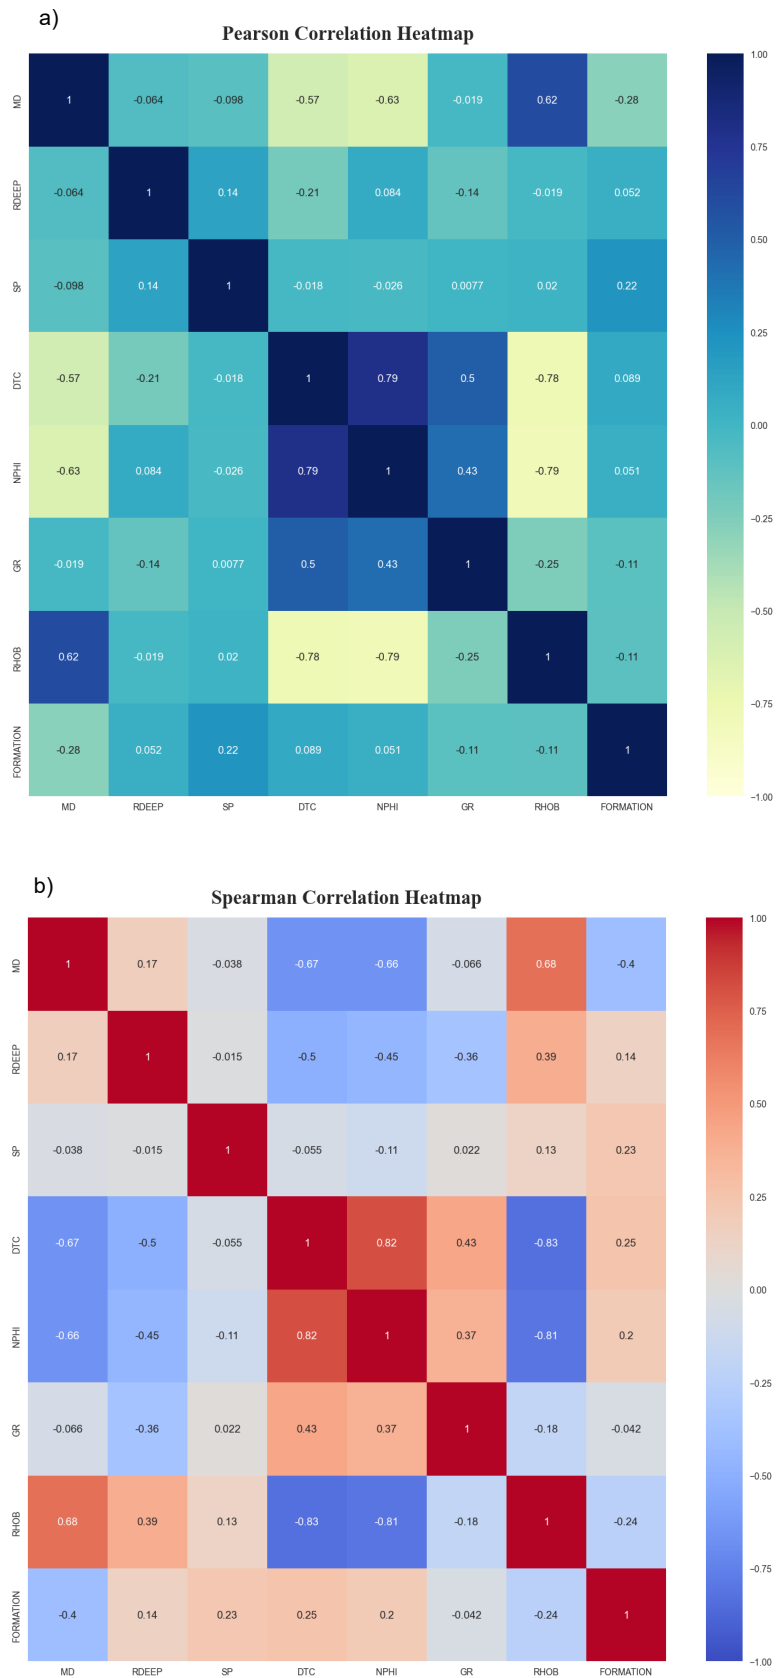 a)
Pearson Correlation Heatmap
MD 1 -0.064 -0.098 -0.57 -0.63 -0.019 0.62 -0.28
RDEEP -0.064 1 0.14 -0.21 0.084 -0.14 -0.019 0.052
SP -0.098 0.14 1 -0.018 -0.026 0.0077 0.02 0.22
DTC -0.57 -0.21 -0.018 1 0.79 0.5 -0.78 0.089
NPHI -0.63 0.084 -0.026 0.79 1 0.43 -0.79 0.051
GR -0.019 -0.14 0.0077 0.5 0.43 1 -0.25 -0.11
RHOB 0.62 -0.019 0.02 -0.78 -0.79 -0.25 1 -0.11
FORMATION -0.28 0.052 0.22 0.089 0.051 -0.11 -0.11 1
MD RDEEP SP DTC NPHI GR RHOB FORMATION
1.00
0.75
0.50
0.25
0.00
−0.25
−0.50
−0.75
−1.00
b)
Spearman Correlation Heatmap
MD 1 0.17 -0.038 -0.67 -0.66 -0.066 0.68 -0.4
RDEEP 0.17 1 -0.015 -0.5 -0.45 -0.36 0.39 0.14
SP -0.038 -0.015 1 -0.055 -0.11 0.022 0.13 0.23
DTC -0.67 -0.5 -0.055 1 0.82 0.43 -0.83 0.25
NPHI -0.66 -0.45 -0.11 0.82 1 0.37 -0.81 0.2
GR -0.066 -0.36 0.022 0.43 0.37 1 -0.18 -0.042
RHOB 0.68 0.39 0.13 -0.83 -0.81 -0.18 1 -0.24
FORMATION -0.4 0.14 0.23 0.25 0.2 -0.042 -0.24 1
MD RDEEP SP DTC NPHI GR RHOB FORMATION
1.00
0.75
0.50
0.25
0.00
−0.25
−0.50
−0.75
−1.00